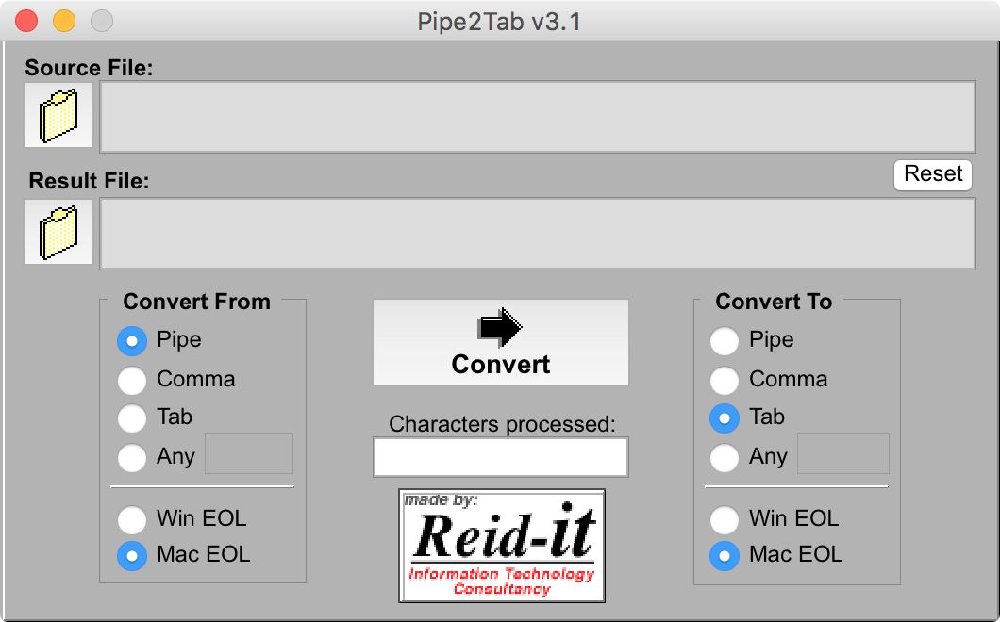 Pipe2Tab v3.1
Source File:
Result File:
Reset
Convert From
Pipe
Comma
Tab
Any
Win EOL
Mac EOL
Convert
Characters processed:
made by:
Reid-it
Information Technology
Consultancy
Convert To
Pipe
Comma
Tab
Any
Win EOL
Mac EOL